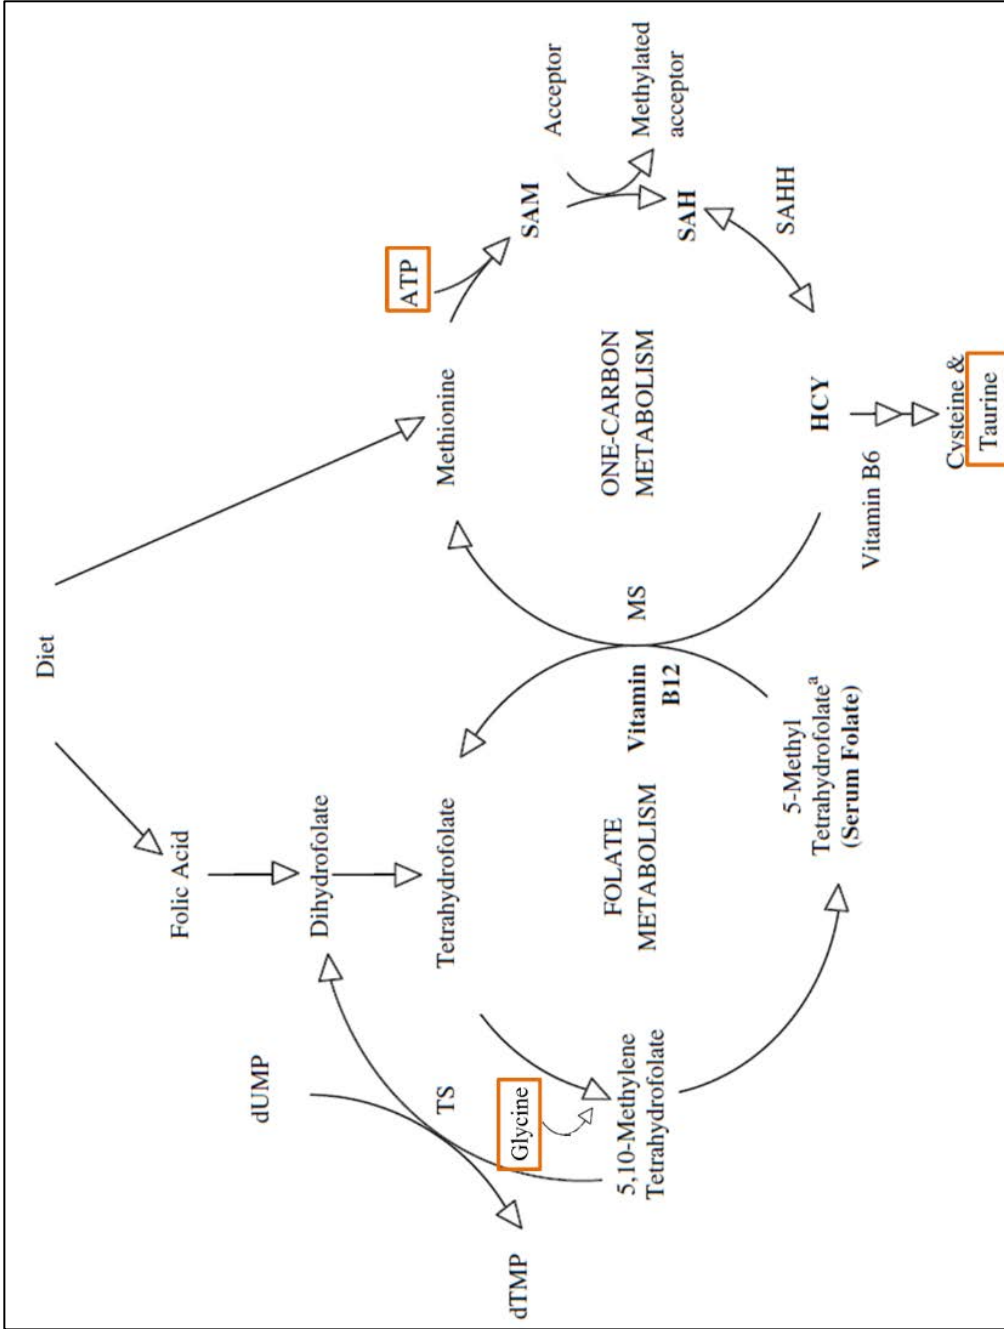 Diet
Folic Acid
dUMP
Dihydrofolate
ATP
Methionine
Tetrahydrofolate
TS
dTMP
Glycine
SAM
Acceptor
5,10-Methylene
Tetrahydrofolate
FOLATE
METABOLISM
Vitamin
B12
MS
ONE-CARBON
METABOLISM
SAH
Methylated
acceptor
SAHH
5-Methyl
Tetrahydrofolateᵃ
(Serum Folate)
HCY
Vitamin B6
Cysteine &
Taurine